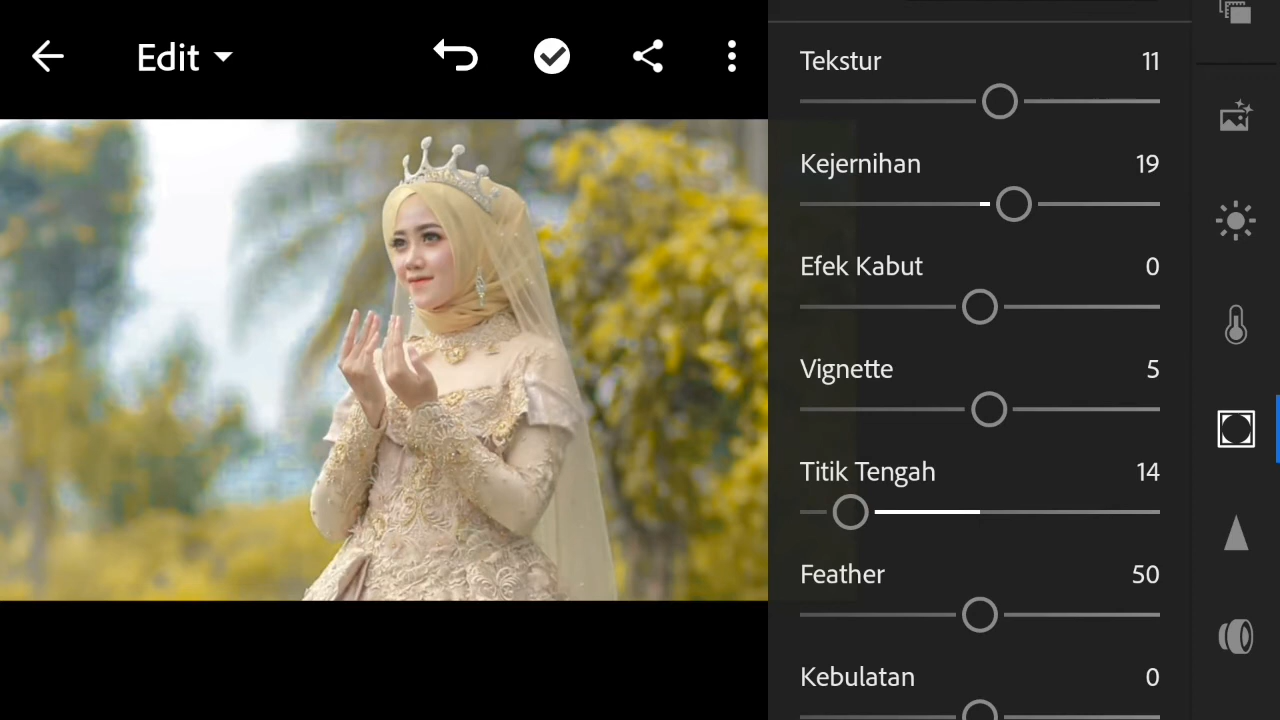 Edit
Tekstur 11
Kejernihan 19
Efek Kabut 0
Vignette 5
Titik Tengah 14
Feather 50
Kebulatan 0